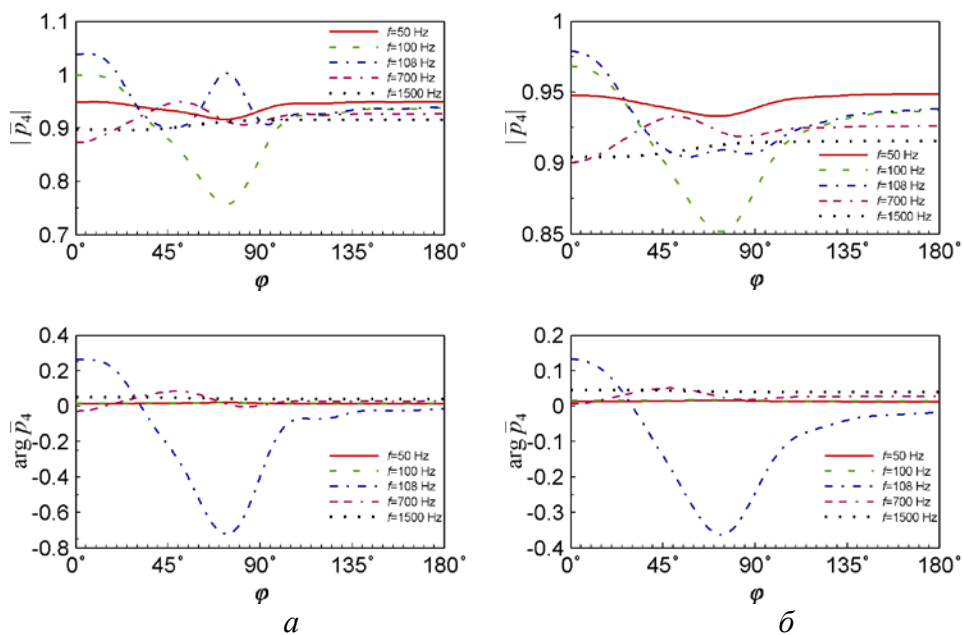 1.1
1
0.9
0.8
0.7
|p̅₄|
f=50 Hz
f=100 Hz
f=108 Hz
f=700 Hz
f=1500 Hz
0˚ 45˚ 90˚ 135˚ 180˚
φ
1
0.95
0.9
0.85
|p̅₄|
f=50 Hz
f=100 Hz
f=108 Hz
f=700 Hz
f=1500 Hz
0˚ 45˚ 90˚ 135˚ 180˚
φ
0.4
0.2
0
-0.2
-0.4
-0.6
-0.8
arg p̅₄
f=50 Hz
f=100 Hz
f=108 Hz
f=700 Hz
f=1500 Hz
0˚ 45˚ 90˚ 135˚ 180˚
φ
а
0.2
0.1
0
-0.1
-0.2
-0.3
-0.4
arg p̅₄
f=50 Hz
f=100 Hz
f=108 Hz
f=700 Hz
f=1500 Hz
0˚ 45˚ 90˚ 135˚ 180˚
φ
б